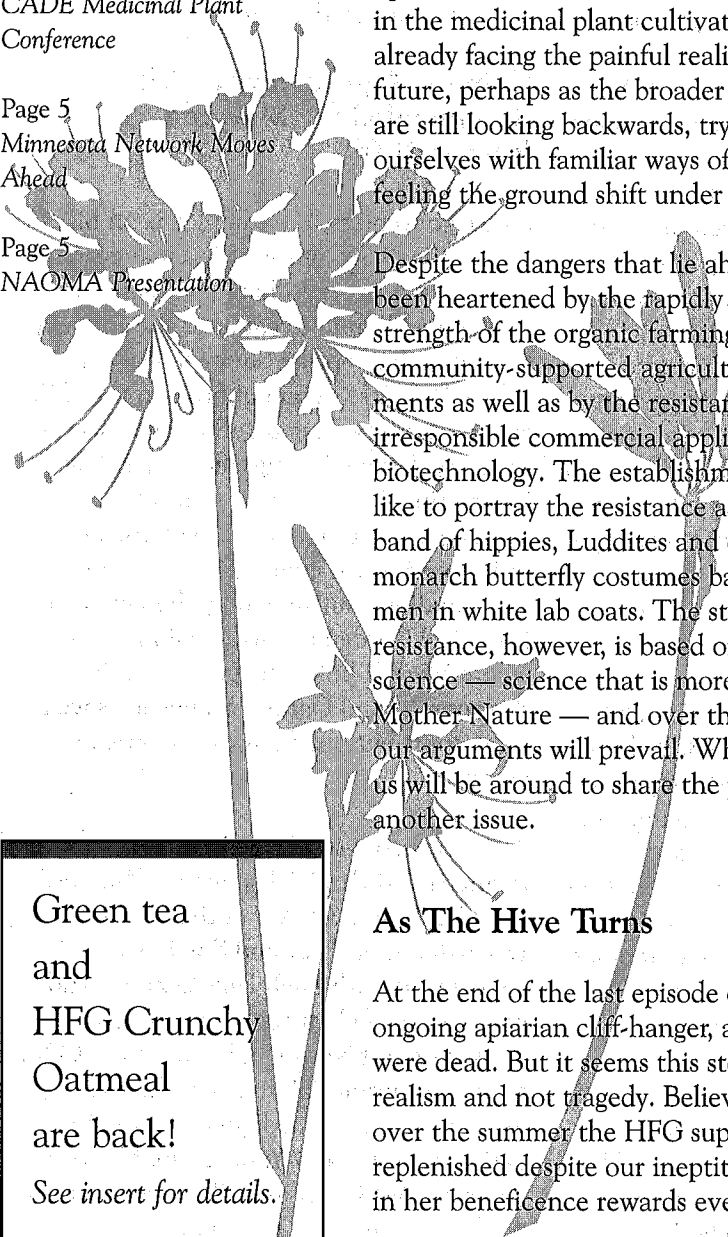 CADE Medicinal Plant
Conference
Page 5
Minnesota Network Moves
Ahead
Page 5
NAOMA Presentation
Green tea
and
HFG Crunchy
Oatmeal
are back!
See insert for details.
in the medicinal plant cultivat
already facing the painful reali
future, perhaps as the broader
are still looking backwards, try
ourselves with familiar ways of
feeling the ground shift under
Despite the dangers that lie ah
been heartened by the rapidly
strength of the organic farming
community-supported agricult
ments as well as by the resistan
irresponsible commercial appli
biotechnology. The establishm
like to portray the resistance a
band of hippies, Luddites and
monarch butterfly costumes ba
men in white lab coats. The st
resistance, however, is based o
science — science that is more
Mother Nature — and over th
our arguments will prevail. Wh
us will be around to share the
another issue.
As The Hive Turns
At the end of the last episode
ongoing apiarian cliff-hanger, a
were dead. But it seems this st
realism and not tragedy. Believ
over the summer the HFG sup
replenished despite our ineptit
in her beneficence rewards eve